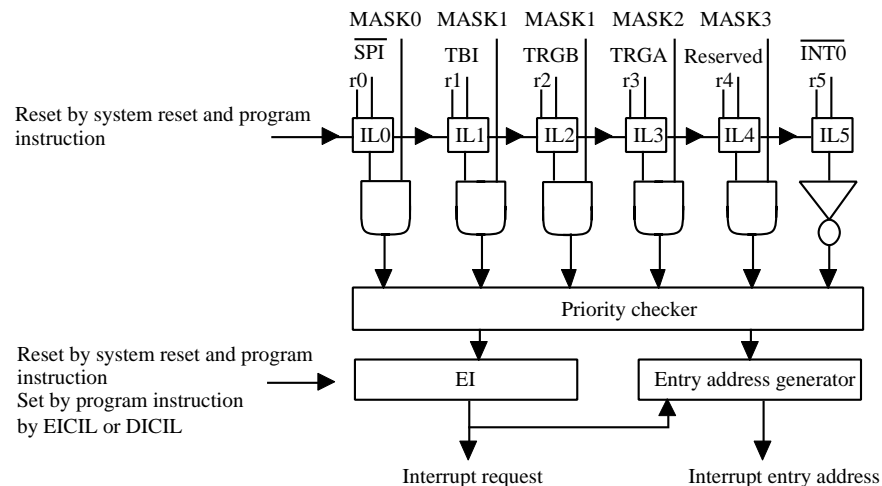 MASK0 MASK1 MASK1 MASK2 MASK3
SPI TBI TRGB TRGA Reserved INT0
r0 r1 r2 r3 r4 r5
Reset by system reset and program
instruction
IL0 IL1 IL2 IL3 IL4 IL5
Priority checker
Reset by system reset and program
instruction
Set by program instruction
by EICIL or DICIL
EI
Entry address generator
Interrupt request
Interrupt entry address